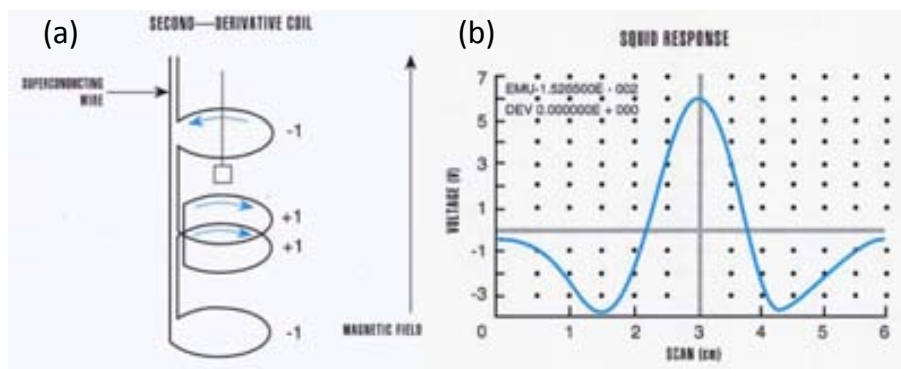 (a)
SECOND—DERIVATIVE COIL
SUPERCONDUCTING
WIRE
-1
+1
+1
-1
MAGNETIC FIELD
(b)
SQUID RESPONSE
EMU-1.526500E - 002
DEV 0.000000E + 000
VOLTAGE (V)
7
5
3
1
-1
-3
0 1 2 3 4 5 6
SCAN (cm)